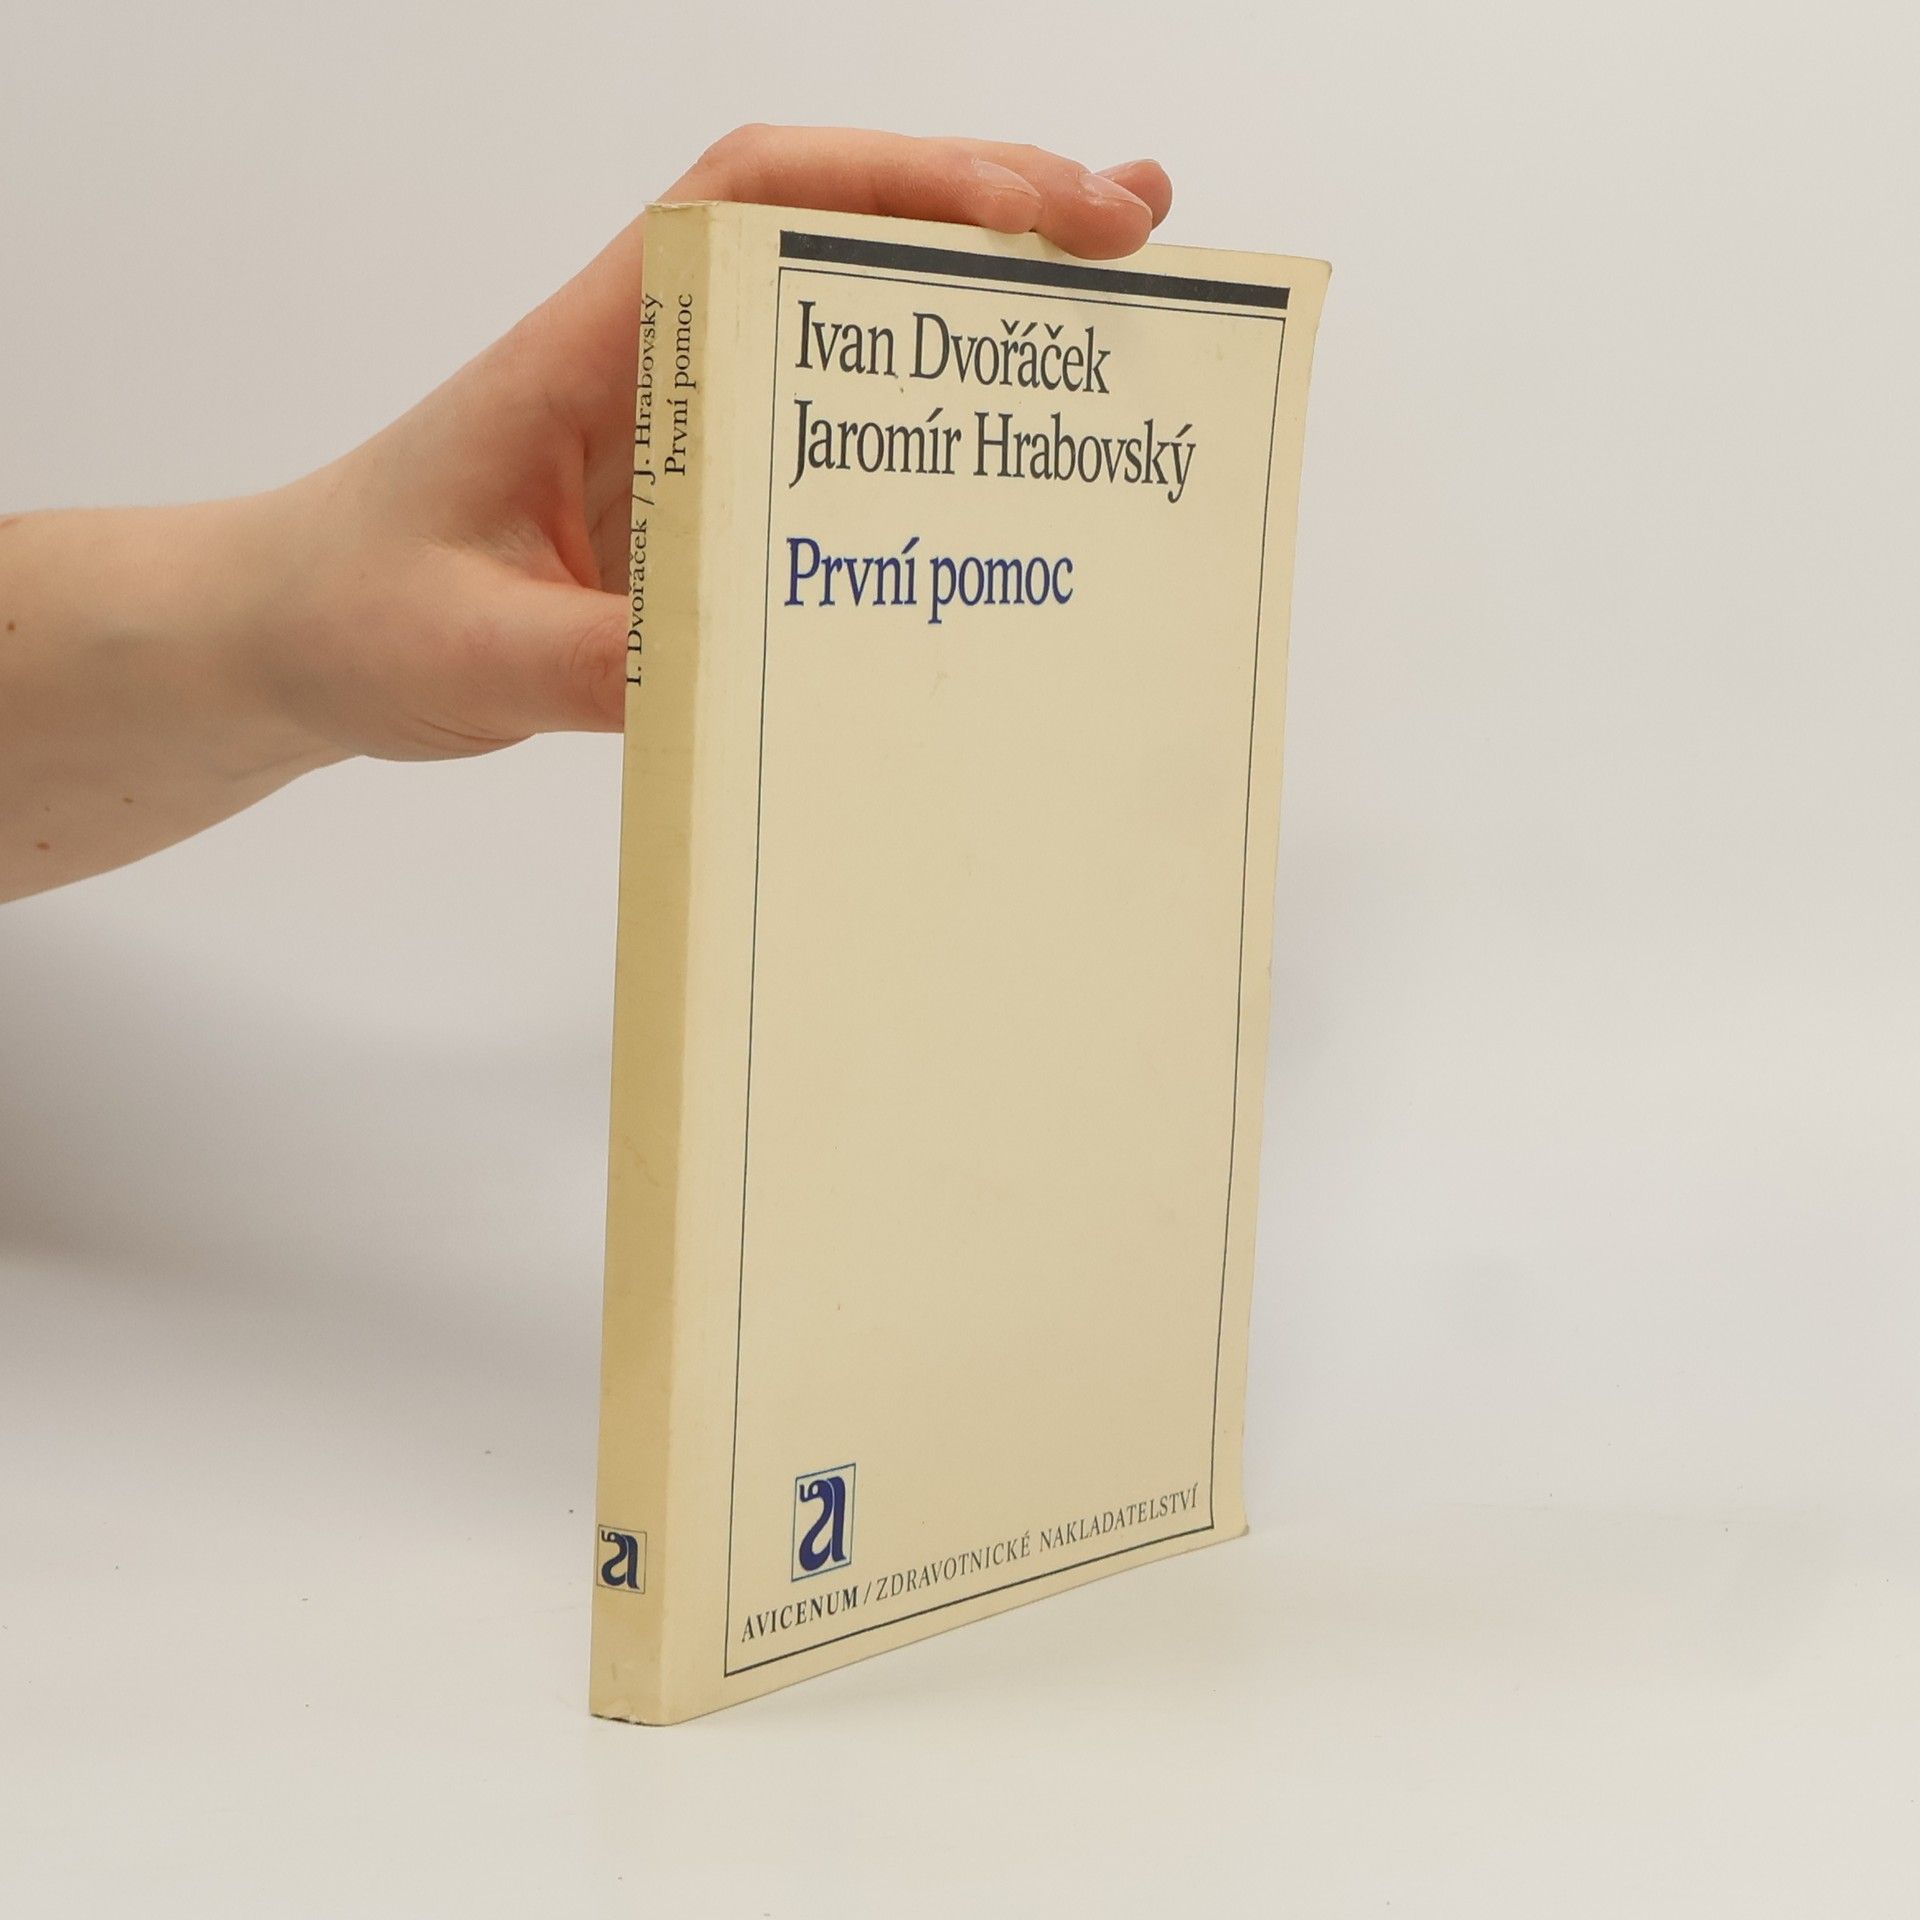 I. Dvořáček / J. Hrabovský
První pomoc
Ivan Dvořáček
Jaromír Hrabovský
První pomoc
AVICENUM / ZDRAVOTNICKÉ NAKLADATELSTVÍ